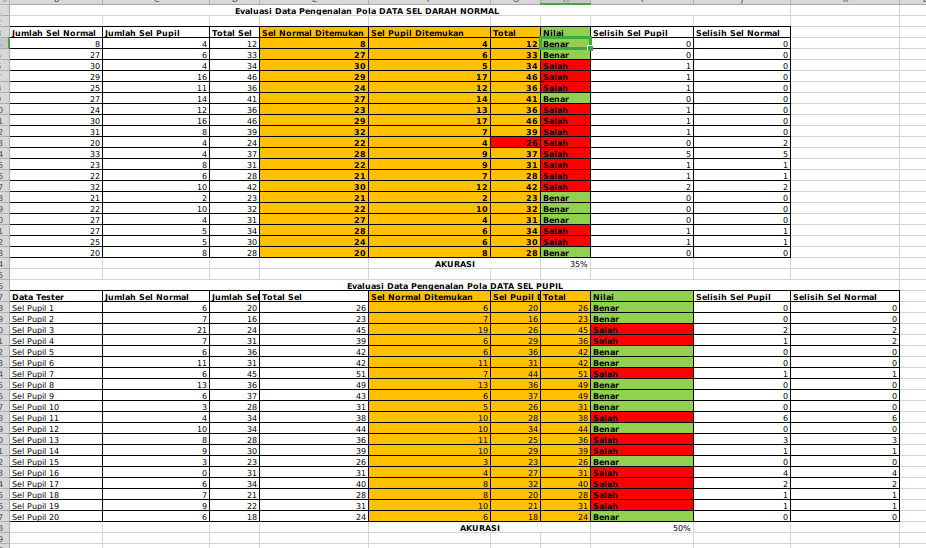 Evaluasi Data Pengenalan Pola DATA SEL DARAH NORMAL
Jumlah Sel Normal Jumlah Sel Pupil Total Sel Sel Normal Ditemukan Sel Pupil Ditemukan Total Nilai Selisih Sel Pupil Selisih Sel Normal
8 4 12 8 4 12 Benar 0 0
27 6 33 27 6 33 Benar 0 0
30 4 34 30 5 34 Salah 1 0
29 16 46 29 17 46 Salah 1 0
25 11 36 24 12 36 Salah 1 0
27 14 41 27 14 41 Benar 0 0
24 12 36 23 13 36 Salah 1 0
30 16 46 29 17 46 Salah 1 0
31 8 39 32 7 39 Salah 1 0
20 4 24 22 4 26 Salah 0 2
33 4 37 28 9 37 Salah 5 5
23 8 31 22 9 31 Salah 1 1
22 6 28 21 7 28 Salah 1 1
32 10 42 30 12 42 Salah 2 2
21 2 23 21 2 23 Benar 0 0
22 10 32 22 10 32 Benar 0 0
27 4 31 27 4 31 Benar 0 0
27 5 34 28 6 34 Salah 1 1
25 5 30 24 6 30 Salah 1 1
20 8 28 20 8 28 Benar 0 0
AKURASI 35%
Evaluasi Data Pengenalan Pola DATA SEL PUPIL
Data Tester Jumlah Sel Normal Jumlah Sel Total Sel Sel Normal Ditemukan Sel Pupil D Total Nilai Selisih Sel Pupil Selisih Sel Normal
Sel Pupil 1 6 20 26 6 20 26 Benar 0 0
Sel Pupil 2 7 16 23 7 16 23 Benar 0 0
Sel Pupil 3 21 24 45 19 26 45 Salah 2 2
Sel Pupil 4 7 31 39 6 29 36 Salah 1 2
Sel Pupil 5 6 36 42 6 36 42 Benar 0 0
Sel Pupil 6 11 31 42 11 31 42 Benar 0 0
Sel Pupil 7 6 45 51 7 44 51 Salah 1 1
Sel Pupil 8 13 36 49 13 36 49 Benar 0 0
Sel Pupil 9 6 37 43 6 37 49 Benar 0 0
Sel Pupil 10 3 28 31 5 26 31 Benar 0 0
Sel Pupil 11 4 34 38 10 28 38 Salah 6 6
Sel Pupil 12 10 34 44 10 34 44 Benar 0 0
Sel Pupil 13 8 28 36 11 25 36 Salah 3 3
Sel Pupil 14 9 30 39 10 29 39 Salah 1 1
Sel Pupil 15 3 23 26 3 23 26 Benar 0 0
Sel Pupil 16 0 31 31 4 27 31 Salah 4 4
Sel Pupil 17 6 34 40 8 32 40 Salah 2 2
Sel Pupil 18 7 21 28 8 20 28 Salah 1 1
Sel Pupil 19 9 22 31 10 21 31 Salah 1 1
Sel Pupil 20 6 18 24 6 18 24 Benar 0 0
AKURASI 50%